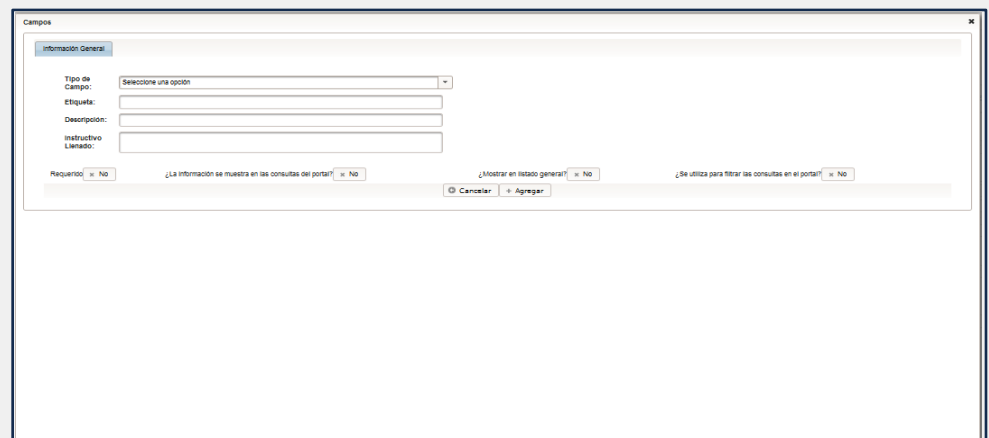 Campos
Información General
Tipo de
Campo:
Seleccione una opción
Etiqueta:
Descripción:
Instructivo
Llenado:
Requerido No ¿La información se muestra en las consultas del portal? No ¿Mostrar en listado general? No ¿Se utiliza para filtrar las consultas en el portal? No
Cancelar + Agregar